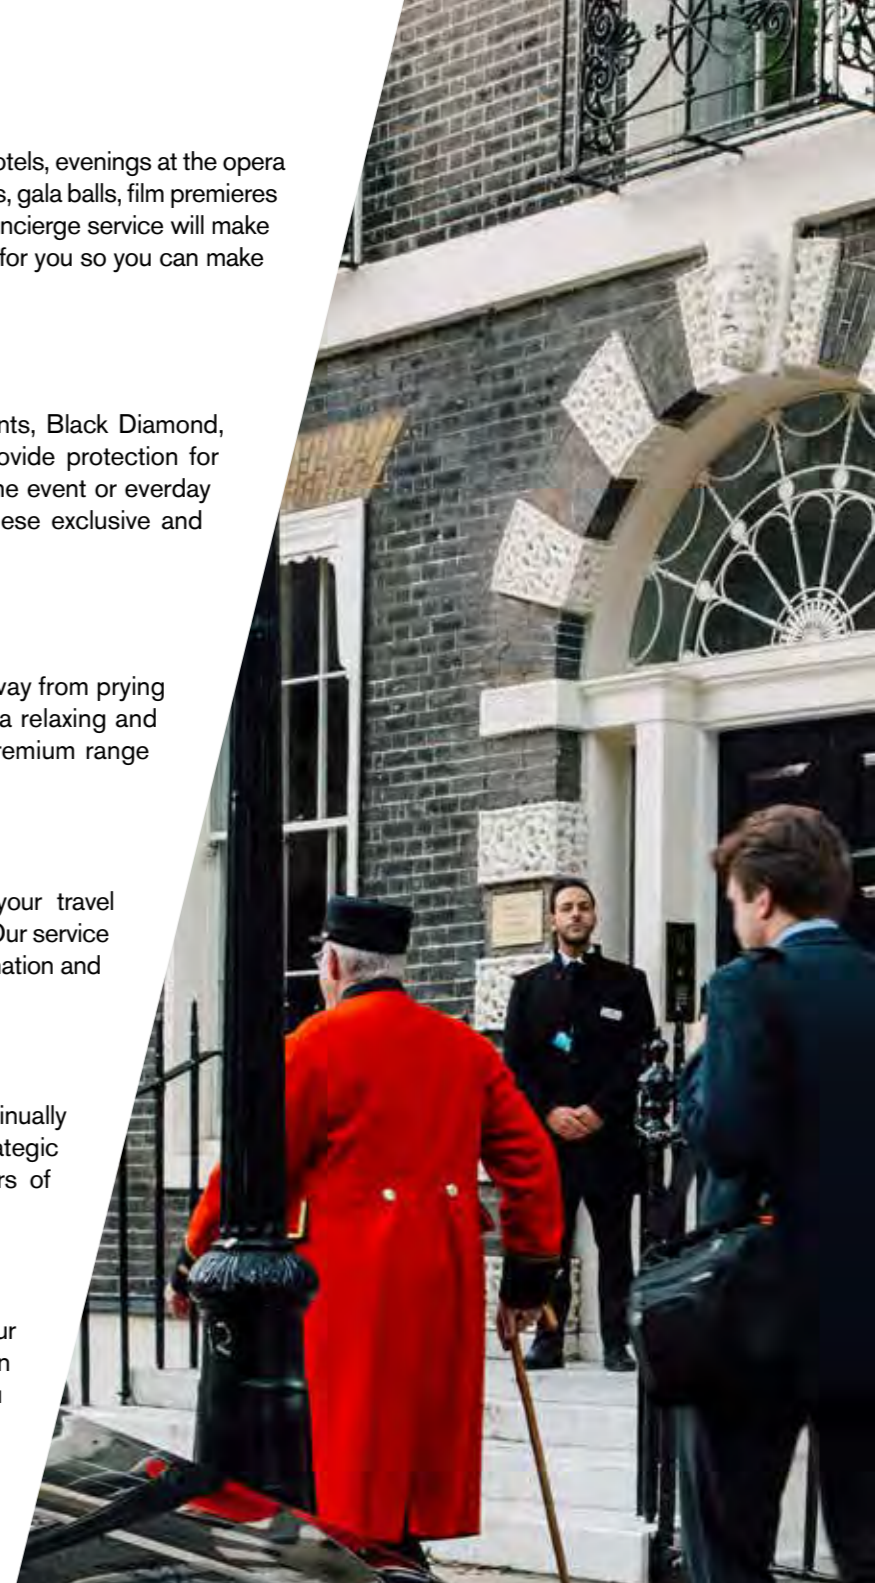 otels, evenings at the opera
s, gala balls, film premieres
ncierge service will make
for you so you can make
nts, Black Diamond,
ovide protection for
ne event or everday
ese exclusive and
way from prying
a relaxing and
remium range
your travel
Our service
nation and
inually
ategic
rs of
ur
n